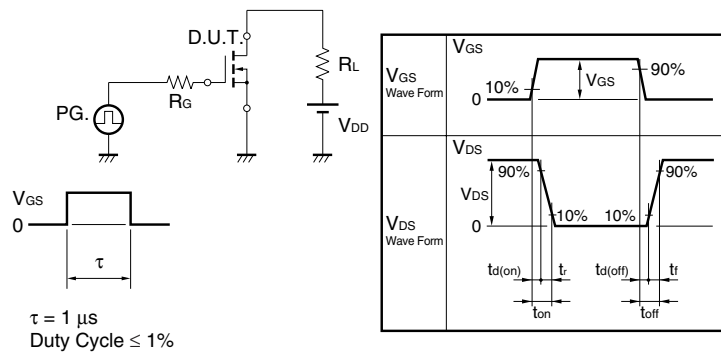 D.U.T.
RL
RG
PG.
VDD
VGS
0
τ
τ = 1 μs
Duty Cycle ≤ 1%
VGS
Wave Form
VGS
10%
VGS
90%
0
VDS
Wave Form
VDS
90%
90%
VDS
10%
10%
0
td(on)
tr
td(off)
tf
ton
toff